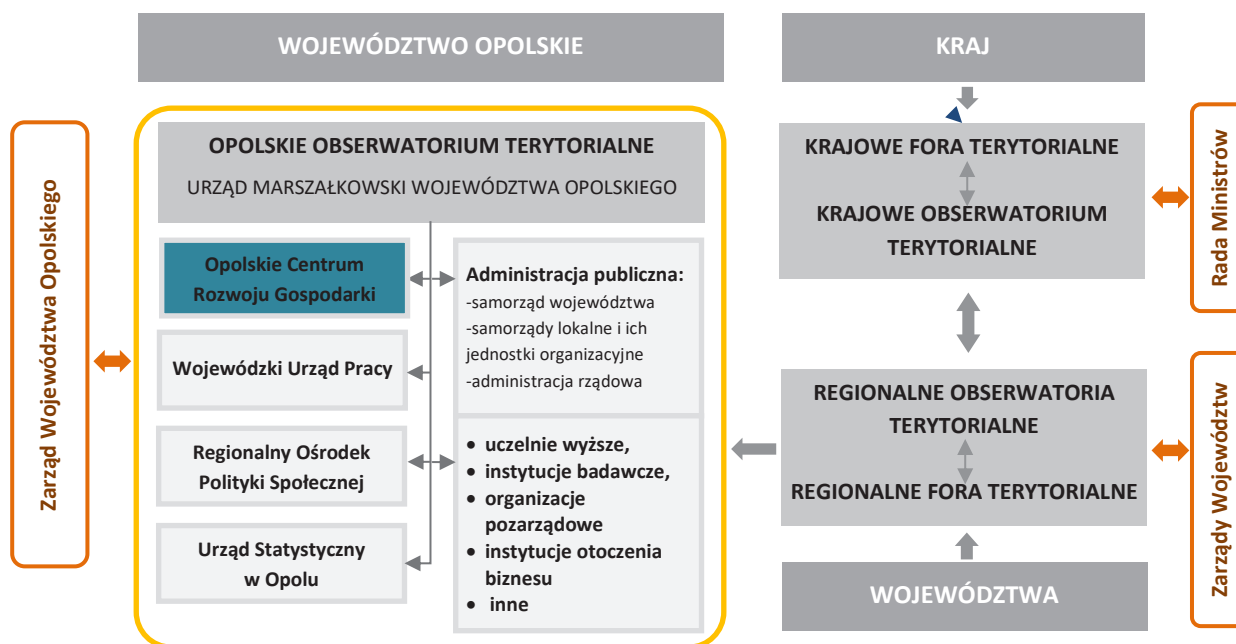 WOJEWÓDZTWO OPOLSKIE
Zarząd Województwa Opolskiego
OPOLSKIE OBSERWATORIUM TERYTORIALNE
URZĄD MARSZAŁKOWSKI WOJEWÓDZTWA OPOLSKIEGO
Opolskie Centrum
Rozwoju Gospodarki
Wojewódzki Urząd Pracy
Regionalny Ośrodek
Polityki Społecznej
Urząd Statystyczny
w Opolu
Administracja publiczna:
-samorząd województwa
-samorządy lokalne i ich
jednostki organizacyjne
-administracja rządowa
• uczelnie wyższe,
• instytucje badawcze,
• organizacje
pozarządowe
• instytucje otoczenia
biznesu
• inne
KRAJ
KRAJOWE FORA TERYTORIALNE
KRAJOWE OBSERWATORIUM
TERYTORIALNE
Rada Ministrów
REGIONALNE OBSERWATORIA
TERYTORIALNE
REGIONALNE FORA TERYTORIALNE
Zarządy Województw
WOJEWÓDZTWA